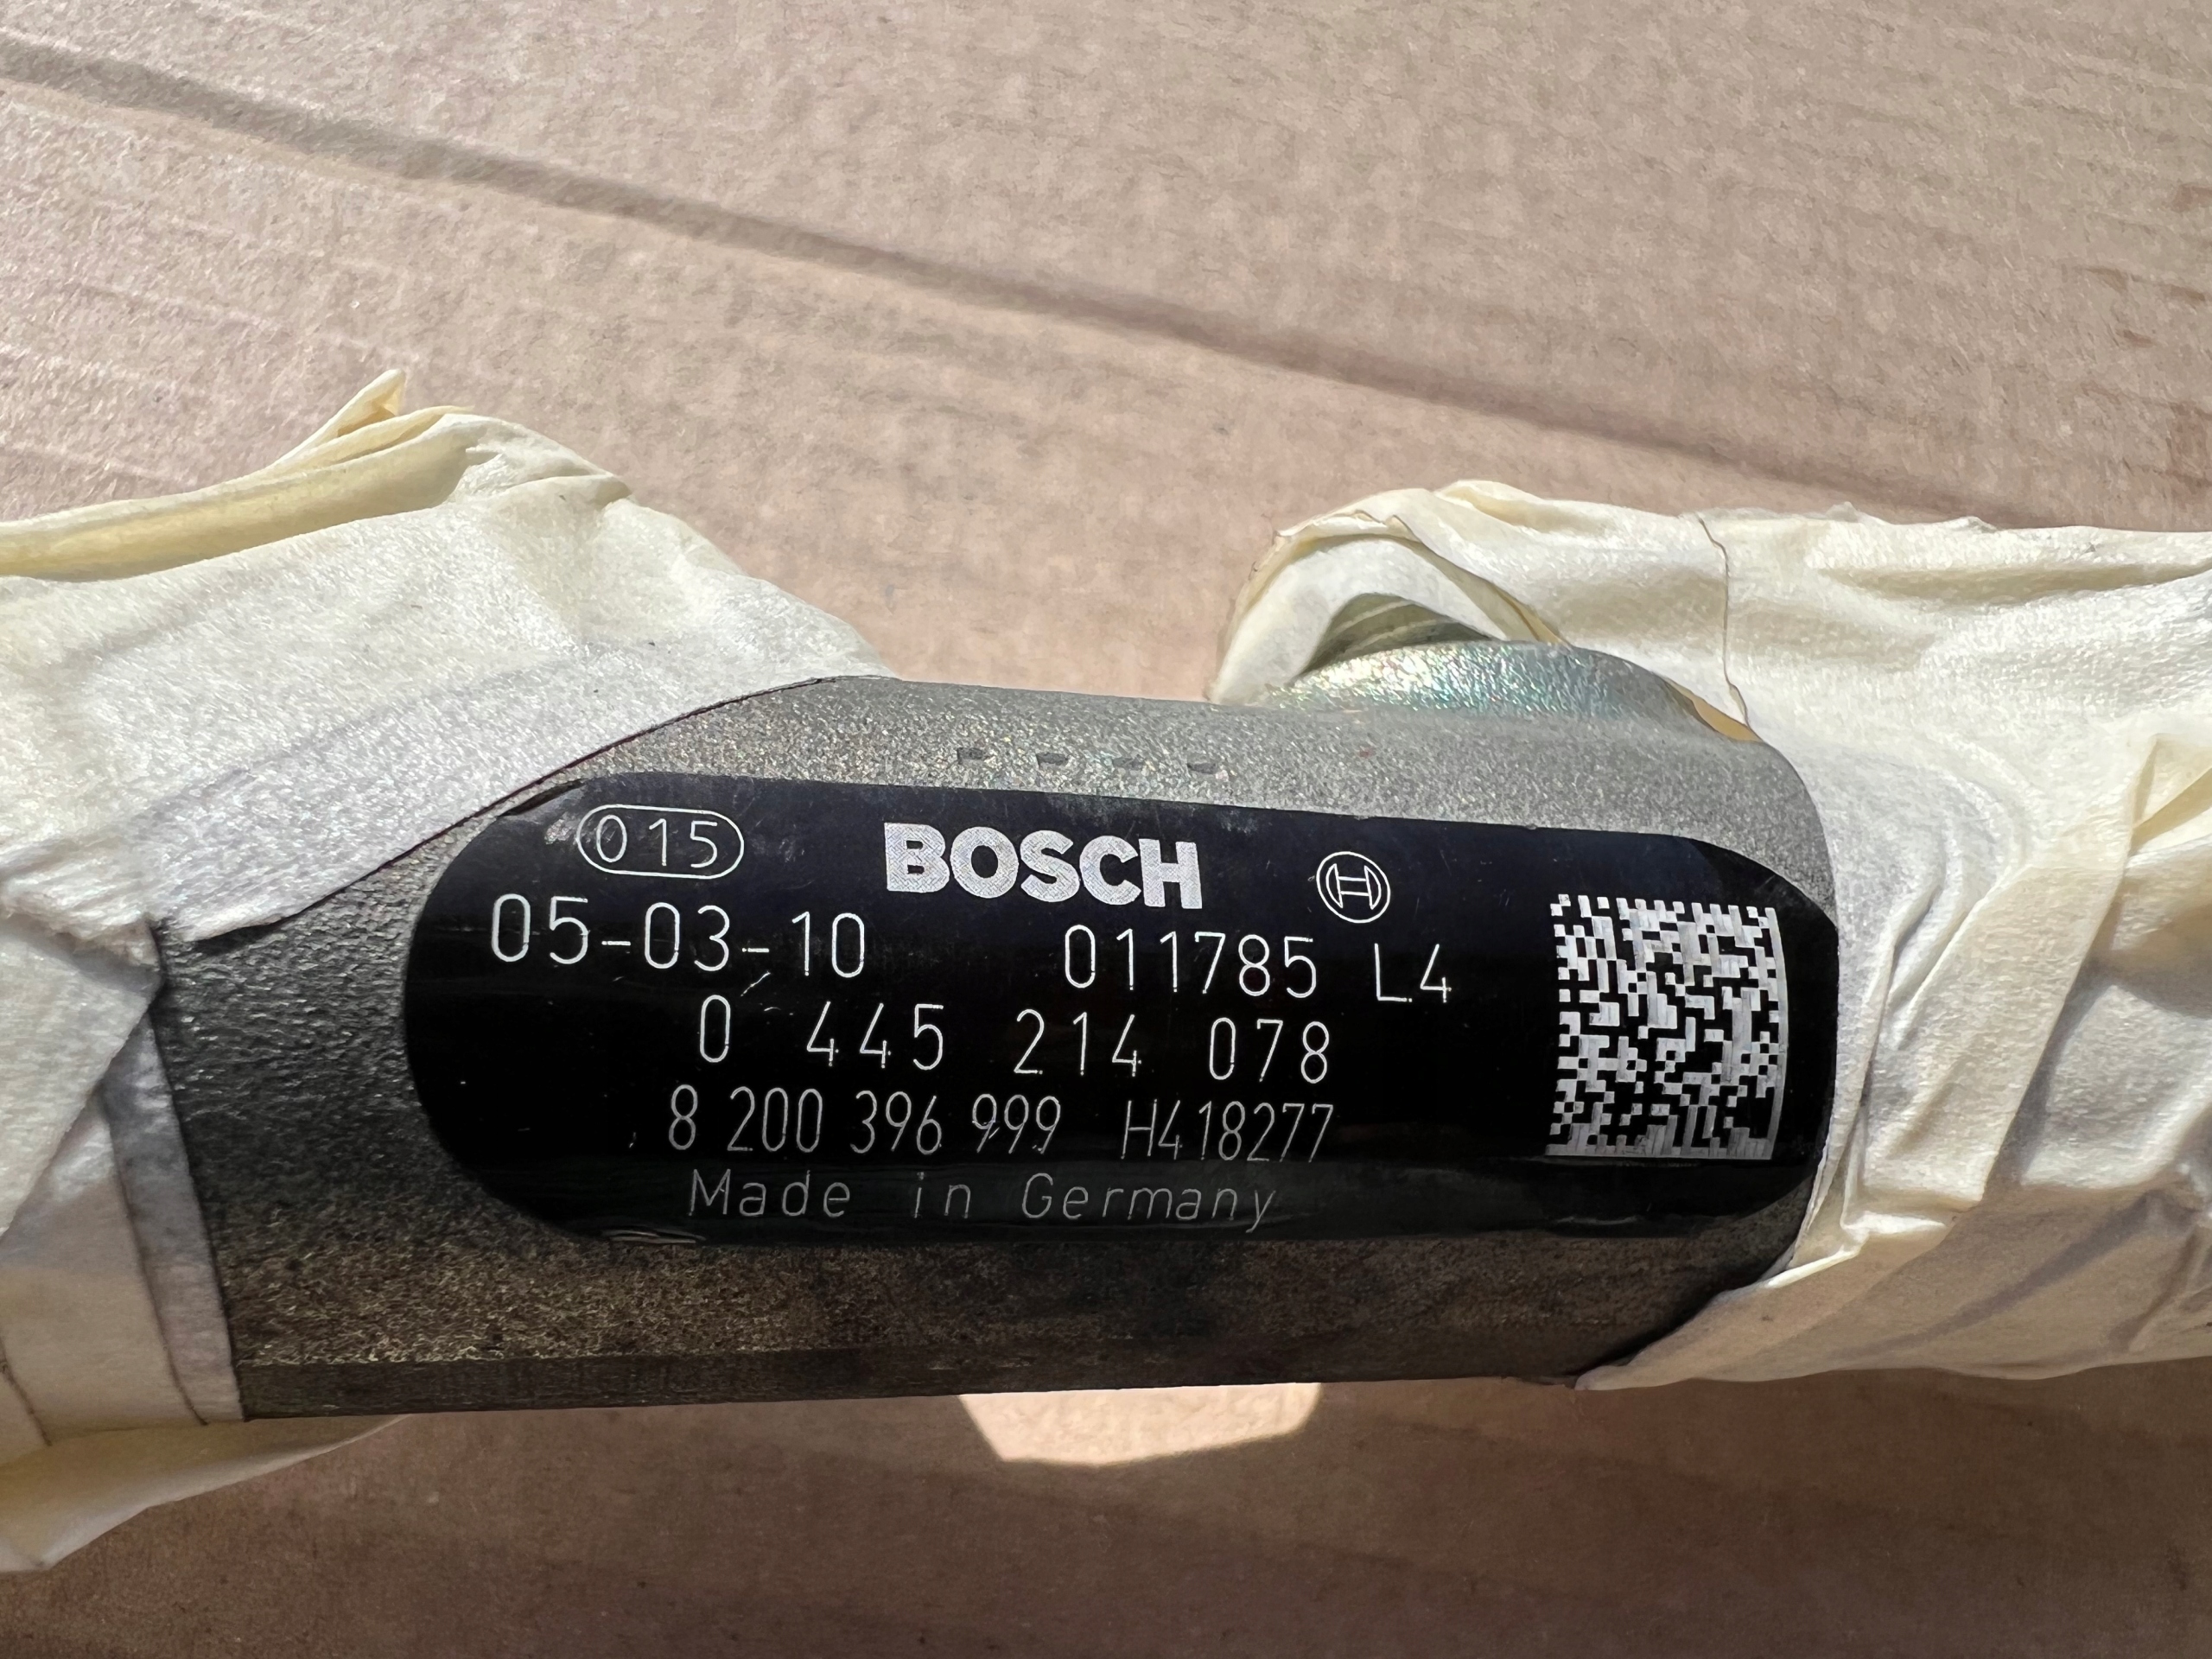 015 BOSCH
05-03-10 011785 L4
0 445 214 078
8 200 396 999 H418277
Made in Germany